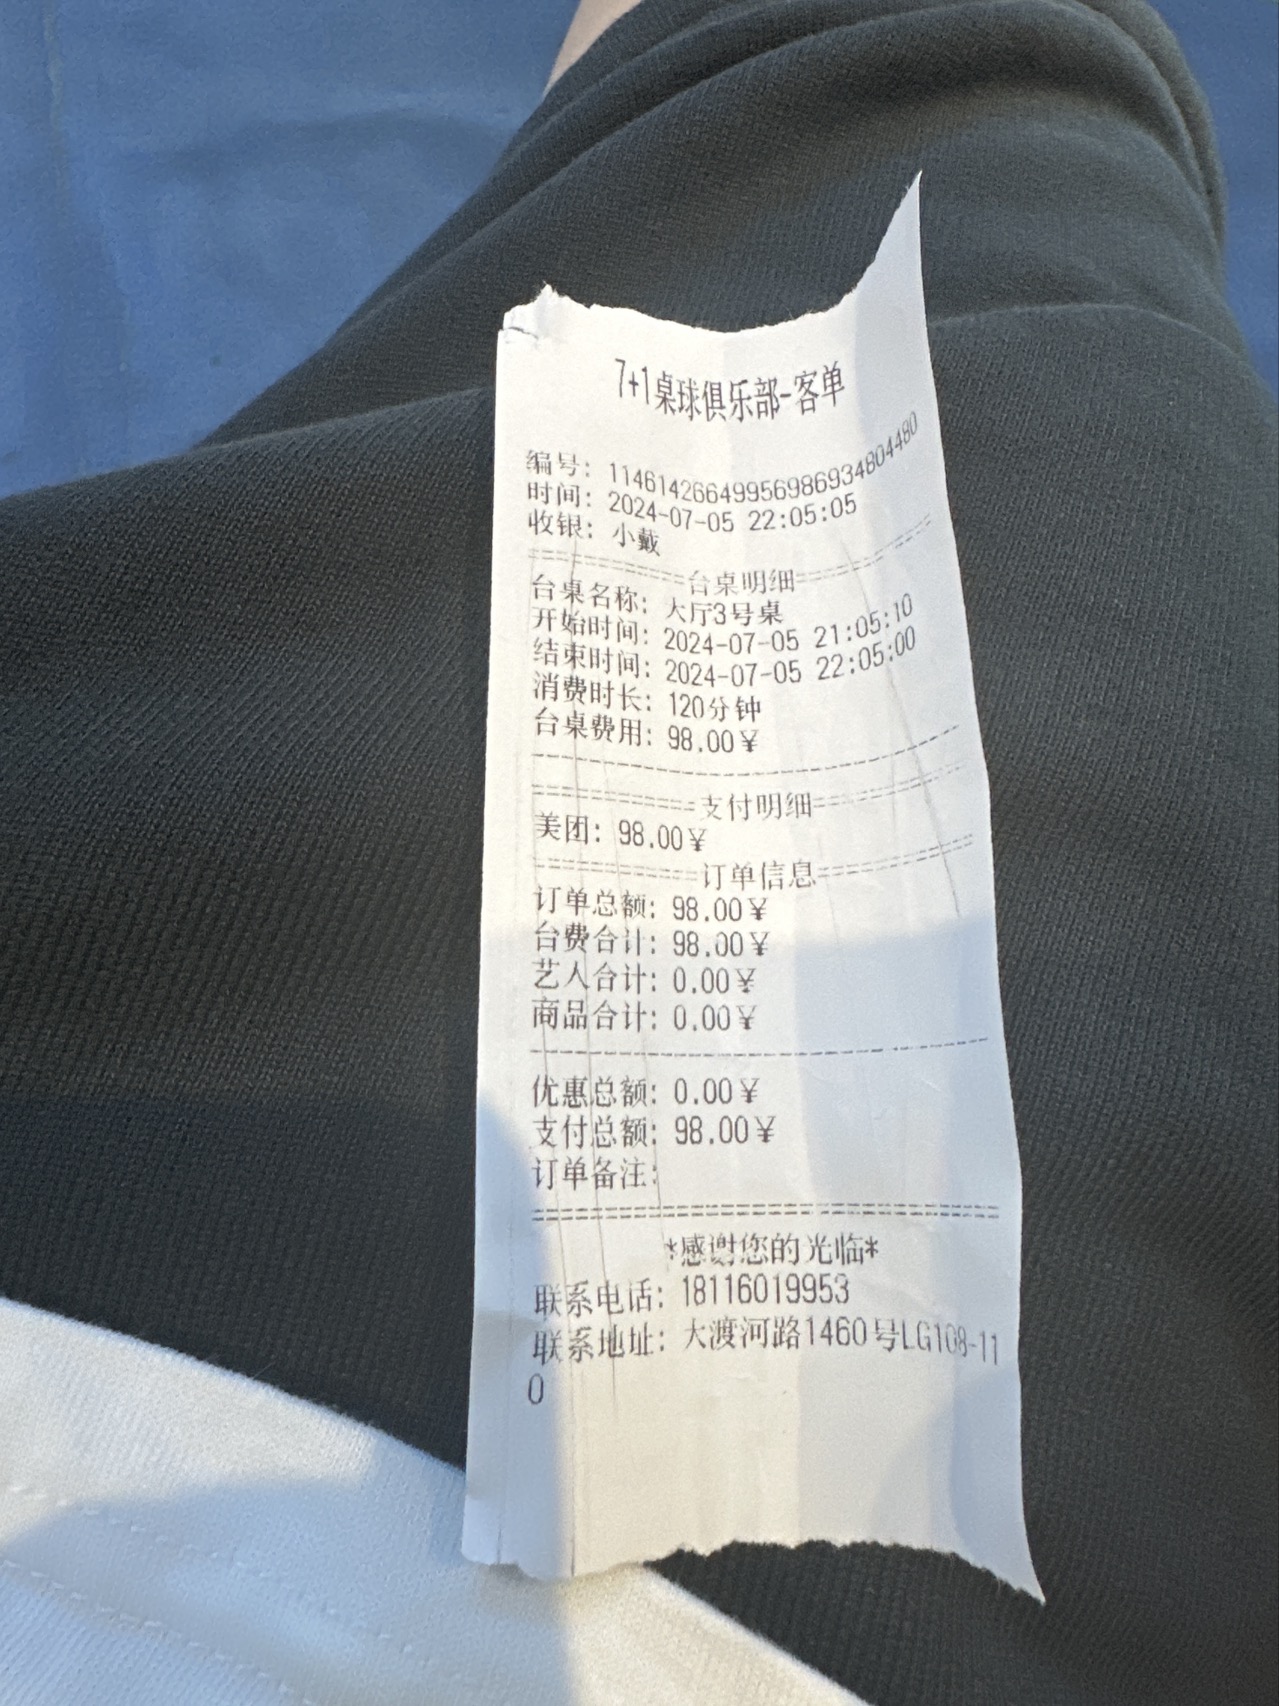 7+1桌球俱乐部-客单
编号: 1146142664995698693480​4480
时间: 2024-07-05 22:05:05
收银: 小戴
台桌明细
台桌名称: 大厅3号桌
开始时间: 2024-07-05 21:05:10
结束时间: 2024-07-05 22:05:00
消费时长: 120分钟
台桌费用: 98.00¥
支付明细
美团: 98.00¥
订单信息
订单总额: 98.00¥
台费合计: 98.00¥
艺人合计: 0.00¥
商品合计: 0.00¥
优惠总额: 0.00¥
支付总额: 98.00¥
订单备注:
*感谢您的光临*
联系电话: 18116019953
联系地址: 大渡河路1460号LG108-11
0